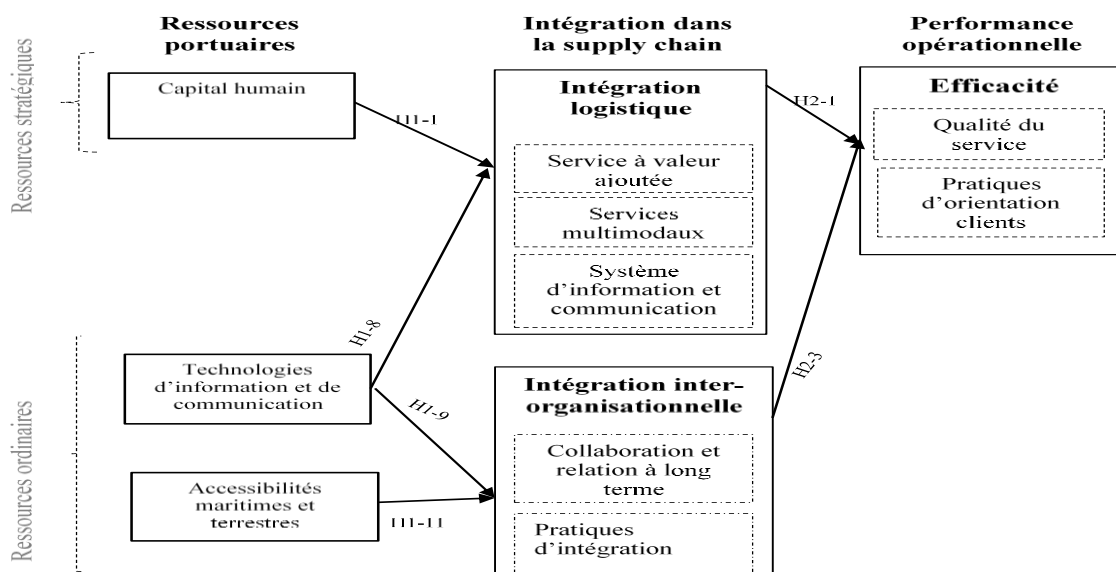 Ressources
portuaires
Intégration dans
la supply chain
Performance
opérationnelle
Ressources stratégiques
Capital humain
H1-1
Intégration
logistique
Service à valeur
ajoutée
Services
multimodaux
Système
d'information et
communication
H2-1
Efficacité
Qualité du
service
Pratiques
d'orientation
clients
Ressources ordinaires
Technologies
d'information et de
communication
H1-8
H1-9
Accessibilités
maritimes et
terrestres
H1-11
Intégration inter-
organisationnelle
Collaboration et
relation à long
terme
Pratiques
d'intégration
H2-3